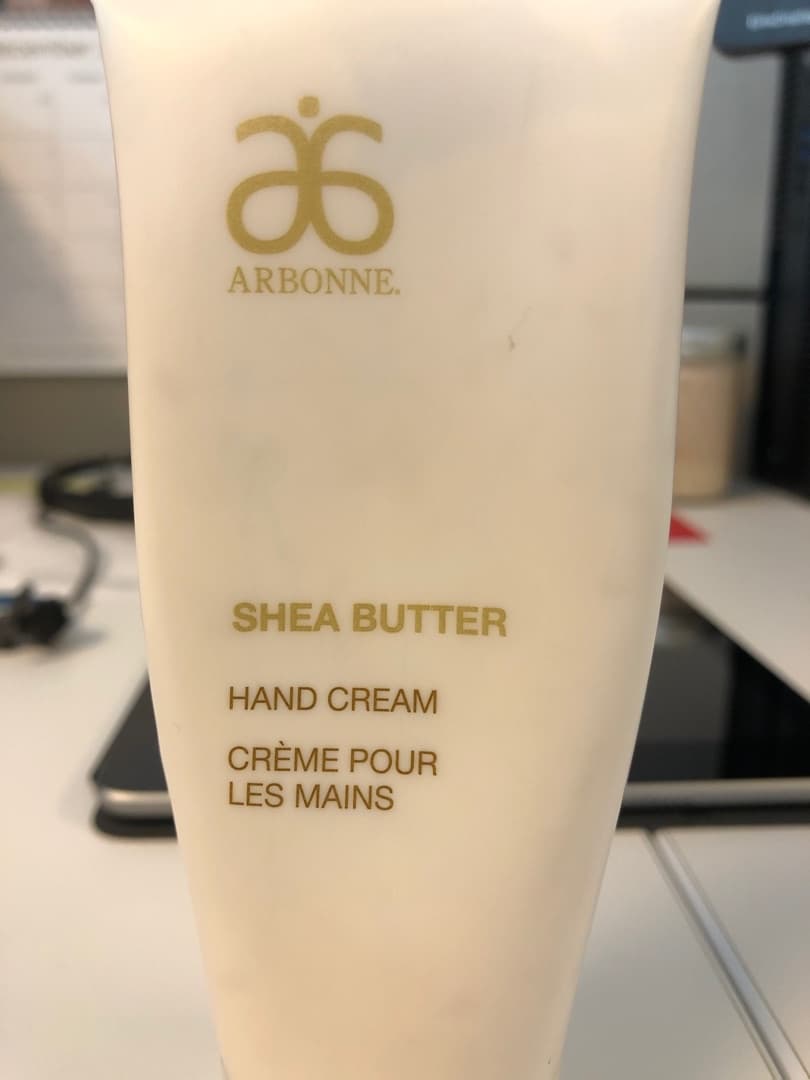 ARBONNE.
SHEA BUTTER
HAND CREAM
CRÈME POUR
LES MAINS